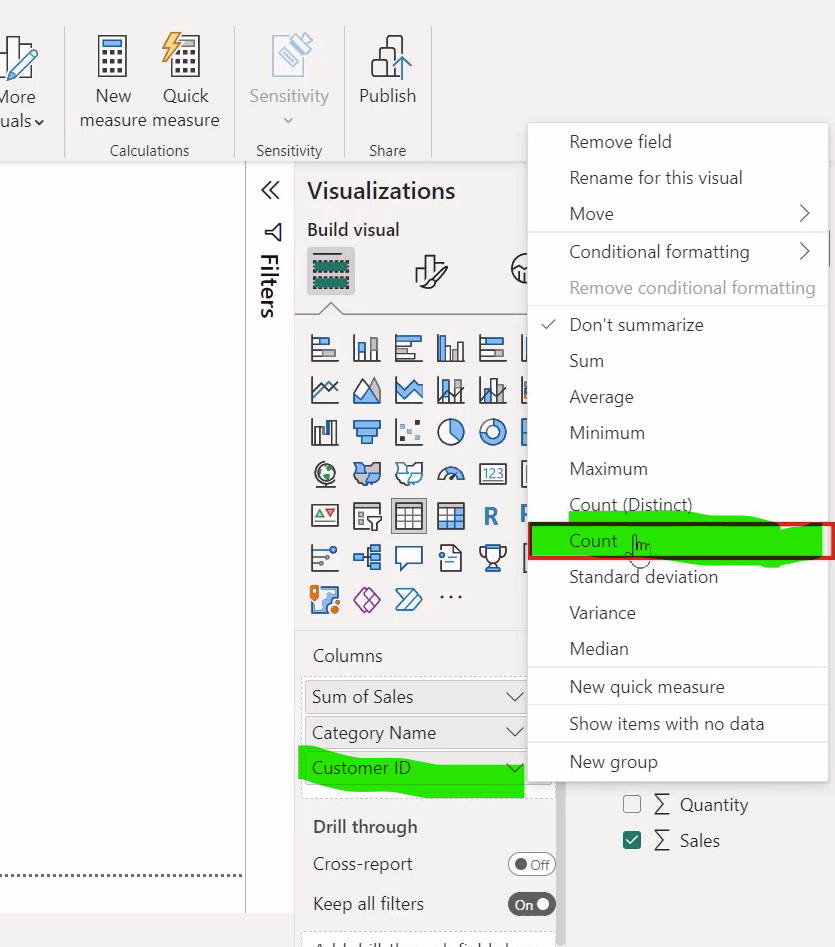 More
uals
New
measure
Quick
measure
Calculations
Sensitivity
Sensitivity
Publish
Share
Filters
Visualizations
Build visual
123
R
Columns
Sum of Sales
Category Name
Customer ID
Drill through
Cross-report
Off
Keep all filters
On
Remove field
Rename for this visual
Move
Conditional formatting
Remove conditional formatting
Don't summarize
Sum
Average
Minimum
Maximum
Count (Distinct)
Count
Standard deviation
Variance
Median
New quick measure
Show items with no data
New group
Quantity
Sales